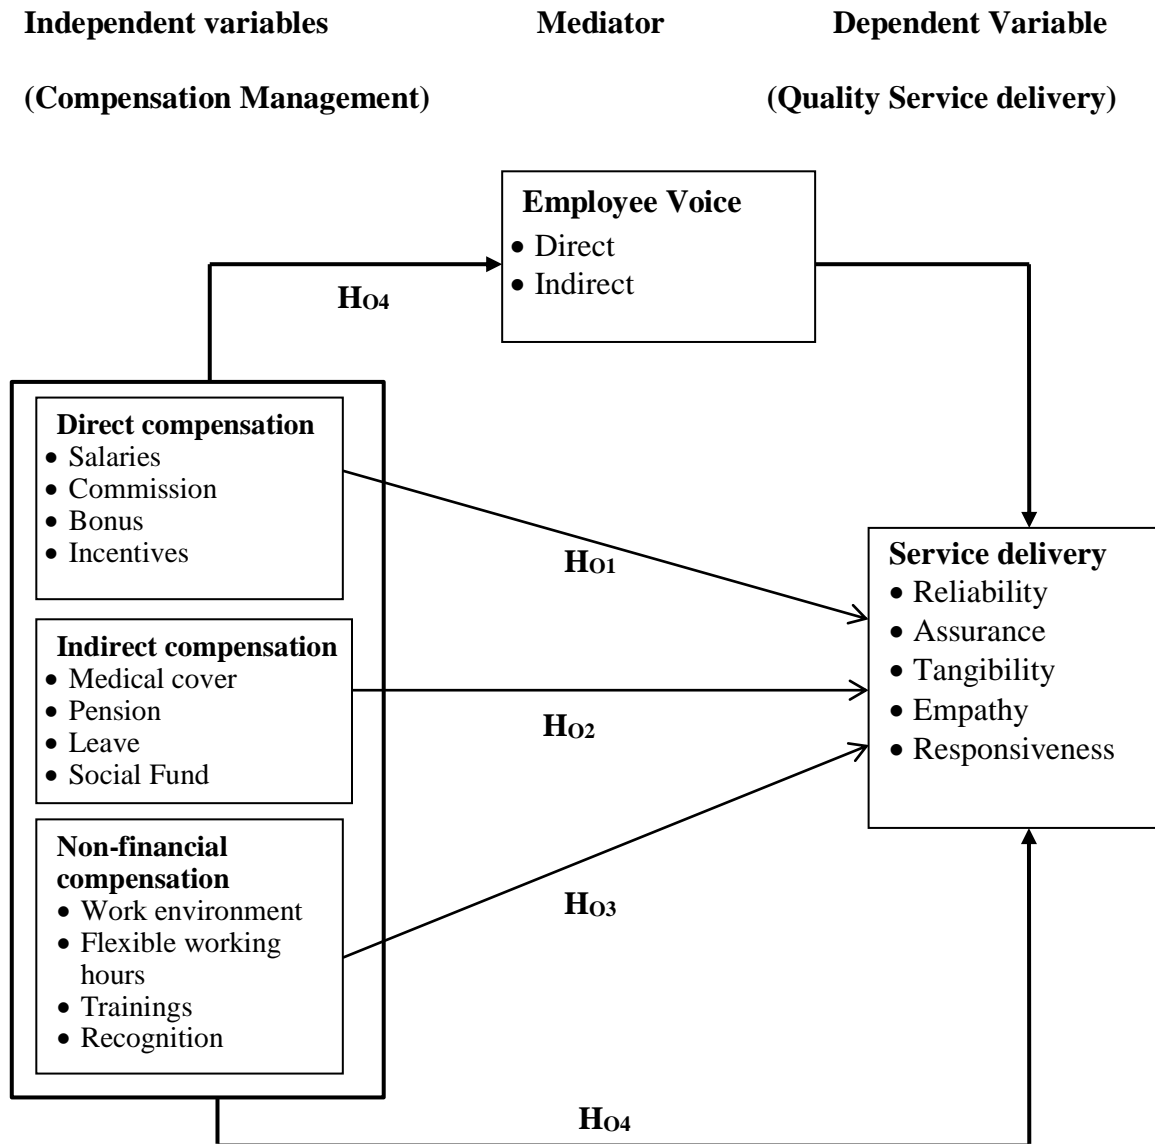 Independent variables Mediator Dependent Variable
(Compensation Management) (Quality Service delivery)
Employee Voice
• Direct
• Indirect
HO4
Direct compensation
• Salaries
• Commission
• Bonus
• Incentives
HO1
Indirect compensation
• Medical cover
• Pension
• Leave
• Social Fund
HO2
Non-financial
compensation
• Work environment
• Flexible working
hours
• Trainings
• Recognition
HO3
Service delivery
• Reliability
• Assurance
• Tangibility
• Empathy
• Responsiveness
HO4